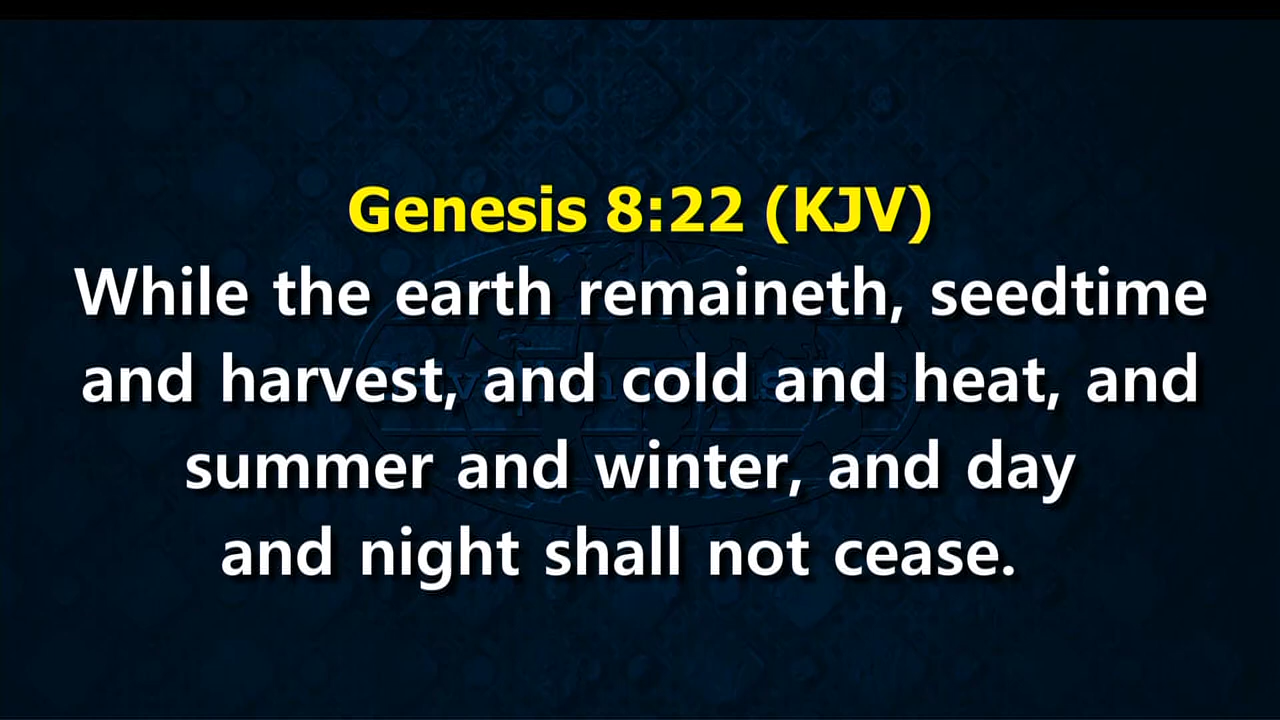 Genesis 8:22 (KJV)
While the earth remaineth, seedtime
and harvest, and cold and heat, and
summer and winter, and day
and night shall not cease.